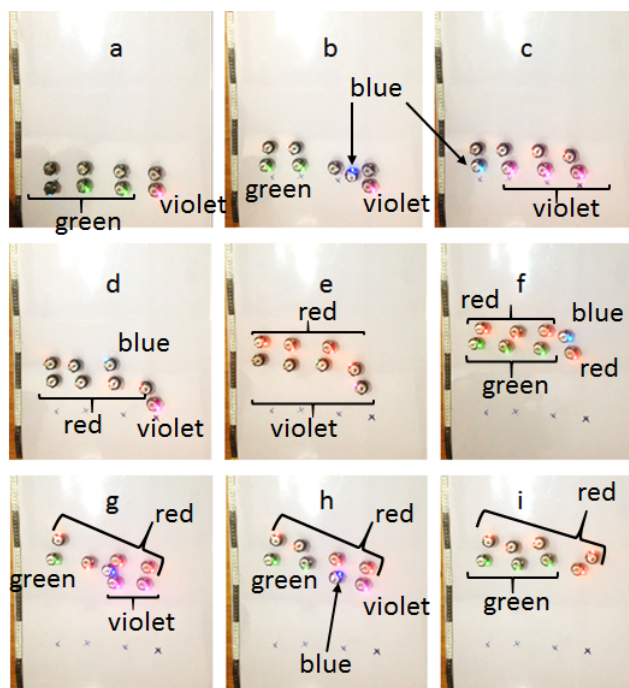 a
b
c
blue
green
violet
green
violet
violet
d
e
f
red
red
blue
blue
red
violet
green
red
violet
g
h
i
red
red
red
green
green
violet
violet
green
blue